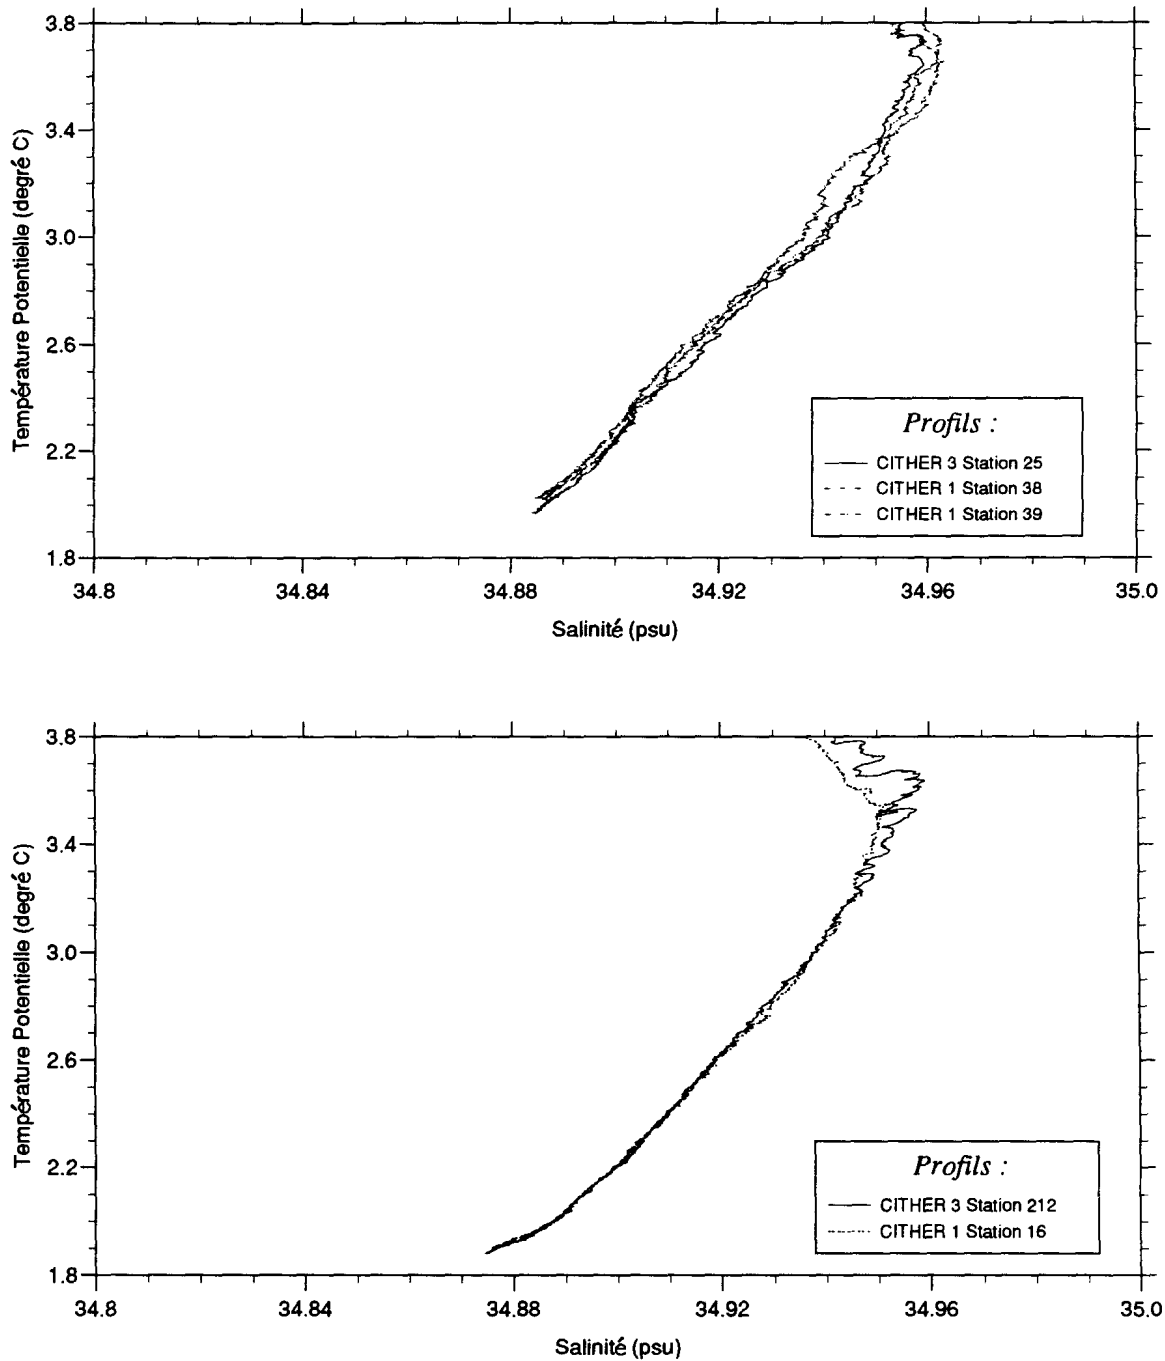 3.8
3.4
3.0
2.6
2.2
1.8
Température Potentielle (degré C)
34.8 34.84 34.88 34.92 34.96 35.0
Salinité (psu)
Profils :
CITHER 3 Station 25
CITHER 1 Station 38
CITHER 1 Station 39
3.8
3.4
3.0
2.6
2.2
1.8
Température Potentielle (degré C)
34.8 34.84 34.88 34.92 34.96 35.0
Salinité (psu)
Profils :
CITHER 3 Station 212
CITHER 1 Station 16